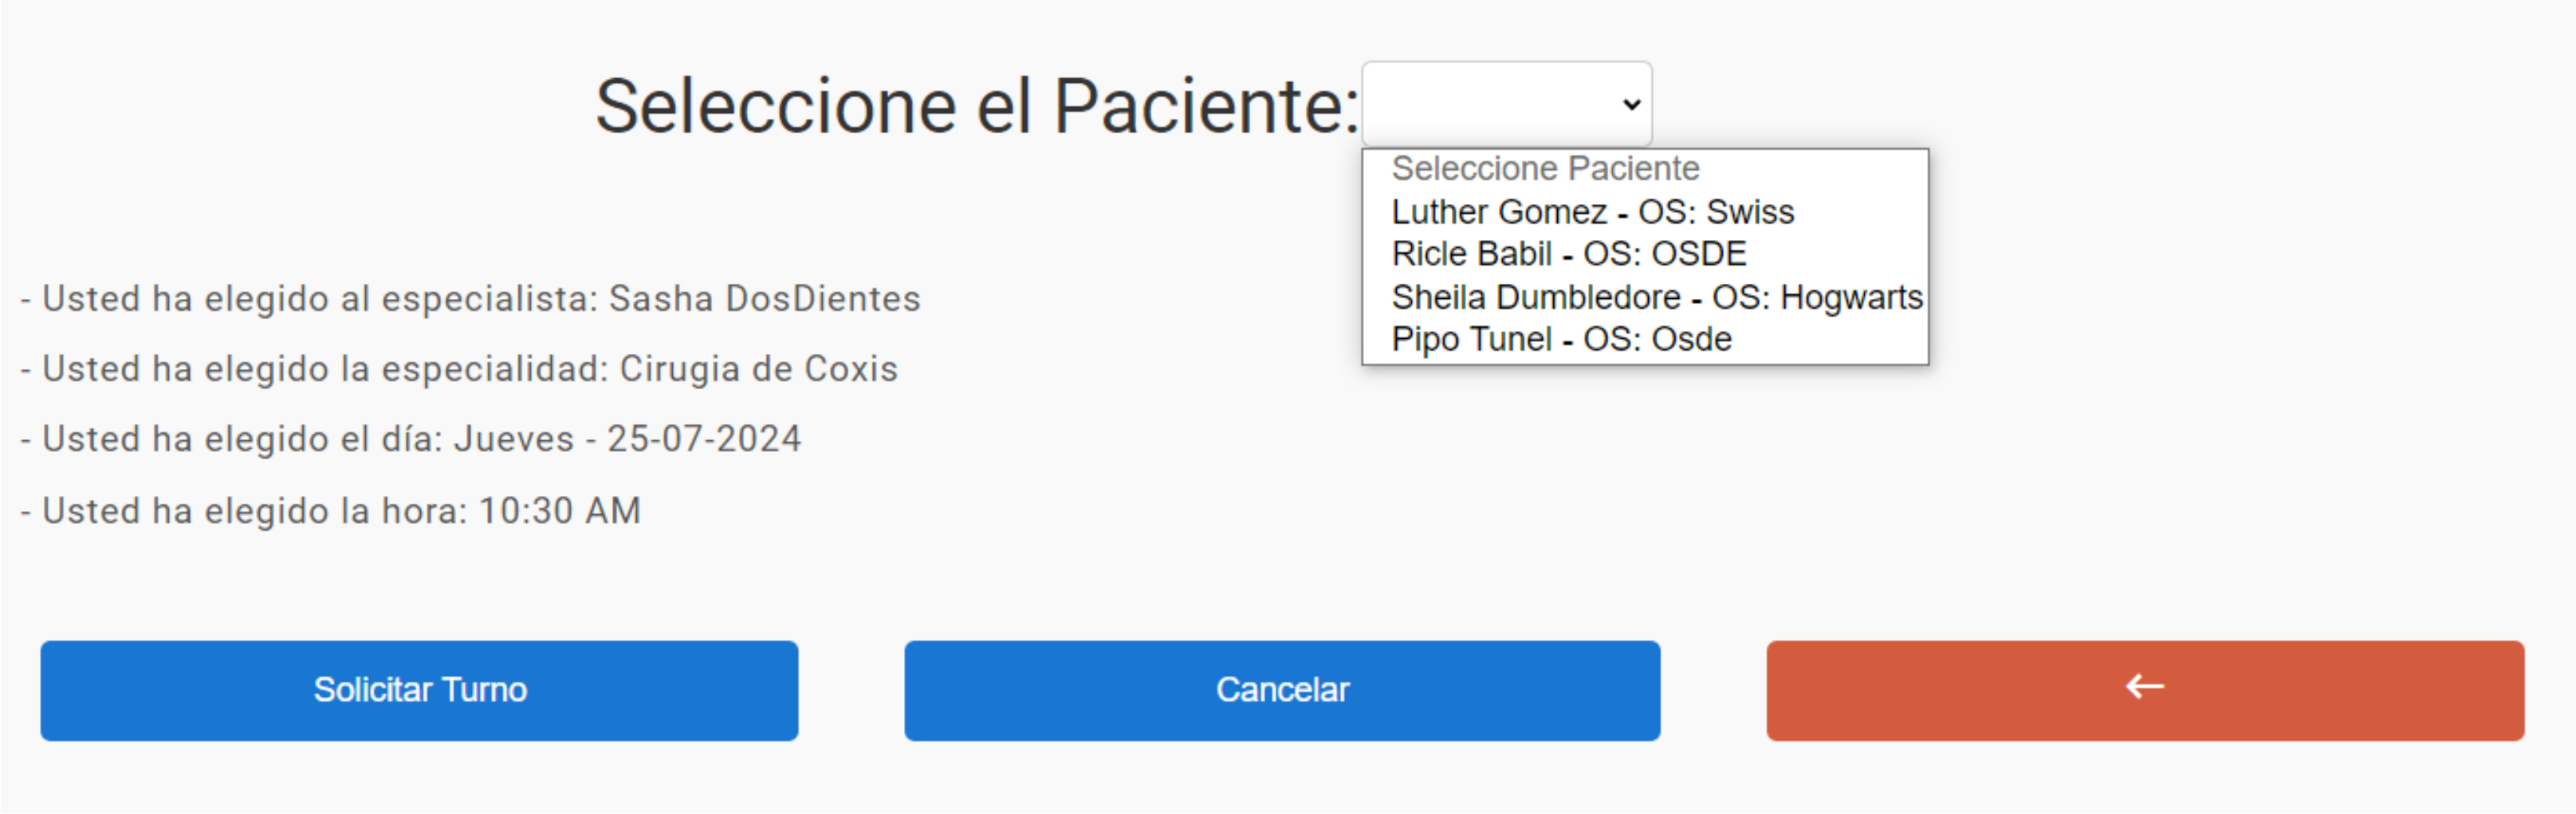 Seleccione el Paciente:
Seleccione Paciente
Luther Gomez - OS: Swiss
Ricle Babil - OS: OSDE
Sheila Dumbledore - OS: Hogwarts
Pipo Tunel - OS: Osde
- Usted ha elegido al especialista: Sasha DosDientes
- Usted ha elegido la especialidad: Cirugia de Coxis
- Usted ha elegido el día: Jueves - 25-07-2024
- Usted ha elegido la hora: 10:30 AM
Solicitar Turno
Cancelar
←